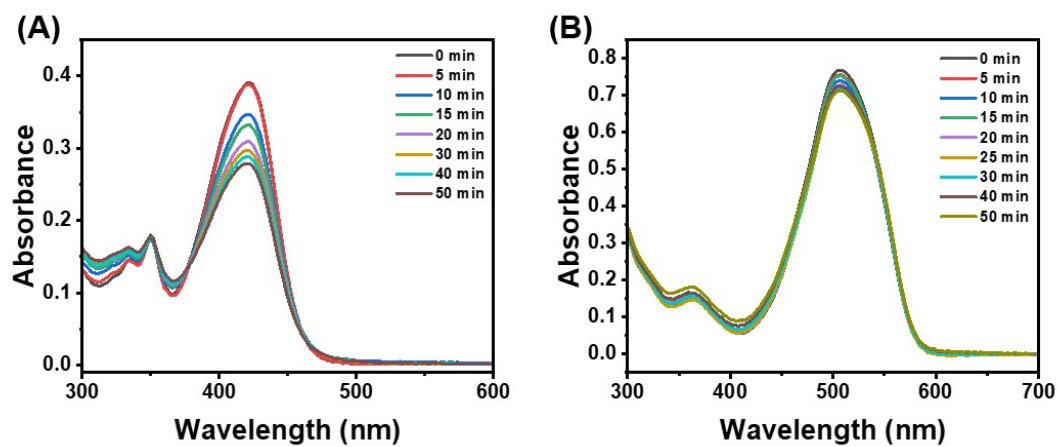 (A)
0.4
0.3
0.2
0.1
0.0
Absorbance
300 400 500 600
Wavelength (nm)
0 min
5 min
10 min
15 min
20 min
30 min
40 min
50 min
(B)
0.8
0.7
0.6
0.5
0.4
0.3
0.2
0.1
0.0
Absorbance
300 400 500 600 700
Wavelength (nm)
0 min
5 min
10 min
15 min
20 min
25 min
30 min
40 min
50 min